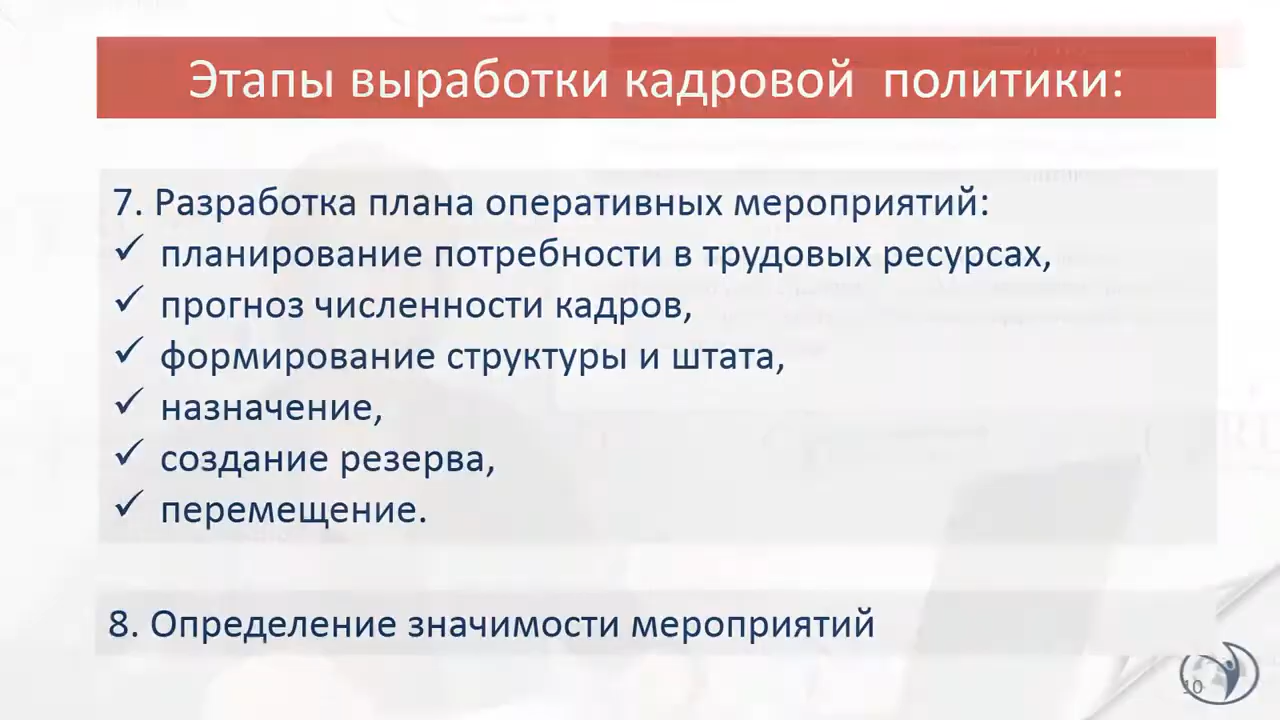 Этапы выработки кадровой политики:
7. Разработка плана оперативных мероприятий:
✓ планирование потребности в трудовых ресурсах,
✓ прогноз численности кадров,
✓ формирование структуры и штата,
✓ назначение,
✓ создание резерва,
✓ перемещение.
8. Определение значимости мероприятий
10